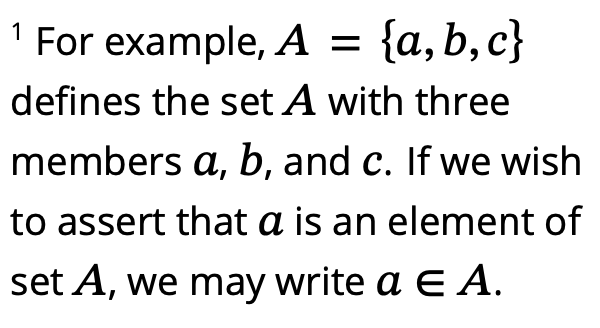 ¹ For example, A = {a, b, c}
defines the set A with three
members a, b, and c. If we wish
to assert that a is an element of
set A, we may write a ∈ A.